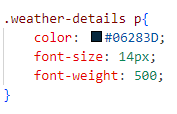 .weather-details p{
    color: #06283D;
    font-size: 14px;
    font-weight: 500;
}